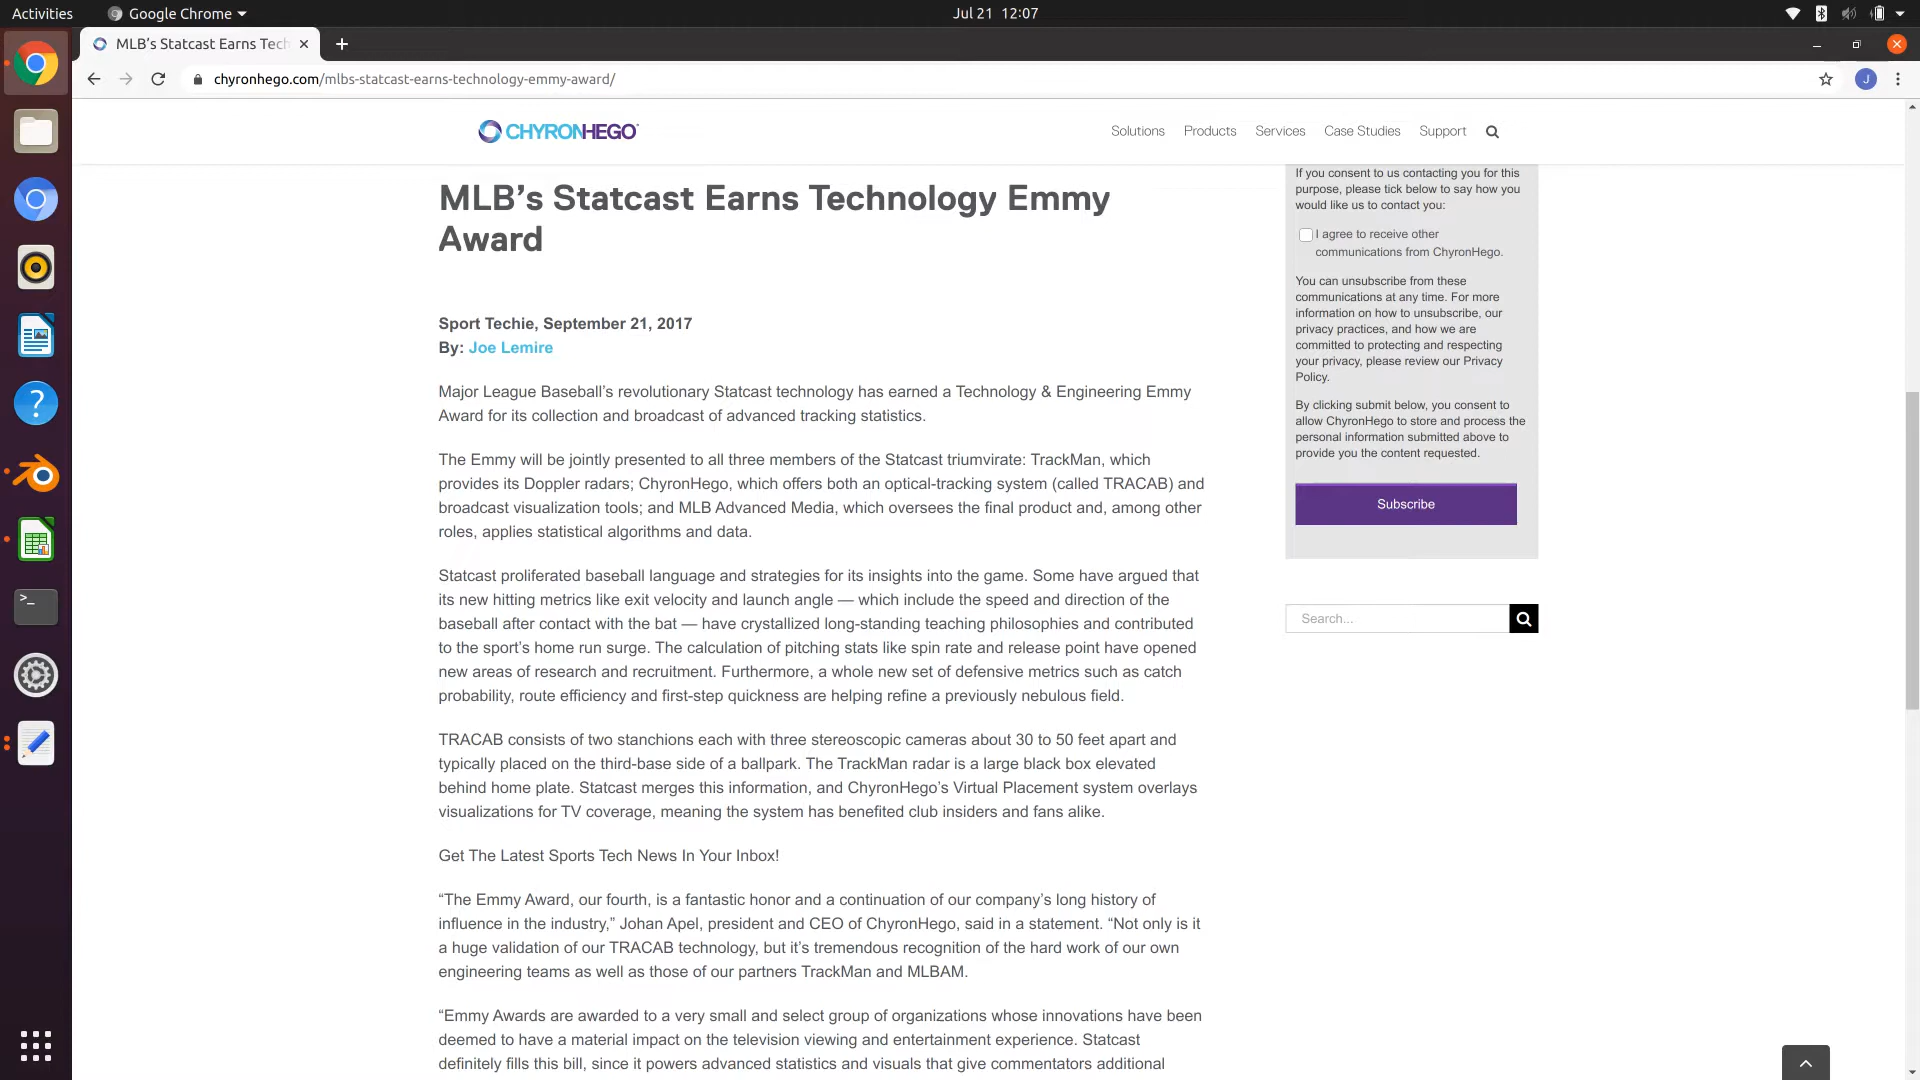 Activities
Google Chrome
Jul 21 12:07
MLB’s Statcast Earns Tech
chyronhego.com/mlbs-statcast-earns-technology-emmy-award/
J
CHYRONHEGO
Solutions
Products
Services
Case Studies
Support
MLB’s Statcast Earns Technology Emmy
Award
Sport Techie, September 21, 2017
By: Joe Lemire
Major League Baseball’s revolutionary Statcast technology has earned a Technology & Engineering Emmy
Award for its collection and broadcast of advanced tracking statistics.
The Emmy will be jointly presented to all three members of the Statcast triumvirate: TrackMan, which
provides its Doppler radars; ChyronHego, which offers both an optical-tracking system (called TRACAB) and
broadcast visualization tools; and MLB Advanced Media, which oversees the final product and, among other
roles, applies statistical algorithms and data.
Statcast proliferated baseball language and strategies for its insights into the game. Some have argued that
its new hitting metrics like exit velocity and launch angle — which include the speed and direction of the
baseball after contact with the bat — have crystallized long-standing teaching philosophies and contributed
to the sport’s home run surge. The calculation of pitching stats like spin rate and release point have opened
new areas of research and recruitment. Furthermore, a whole new set of defensive metrics such as catch
probability, route efficiency and first-step quickness are helping refine a previously nebulous field.
TRACAB consists of two stanchions each with three stereoscopic cameras about 30 to 50 feet apart and
typically placed on the third-base side of a ballpark. The TrackMan radar is a large black box elevated
behind home plate. Statcast merges this information, and ChyronHego’s Virtual Placement system overlays
visualizations for TV coverage, meaning the system has benefited club insiders and fans alike.
Get The Latest Sports Tech News In Your Inbox!
“The Emmy Award, our fourth, is a fantastic honor and a continuation of our company’s long history of
influence in the industry,” Johan Apel, president and CEO of ChyronHego, said in a statement. “Not only is it
a huge validation of our TRACAB technology, but it’s tremendous recognition of the hard work of our own
engineering teams as well as those of our partners TrackMan and MLBAM.
“Emmy Awards are awarded to a very small and select group of organizations whose innovations have been
deemed to have a material impact on the television viewing and entertainment experience. Statcast
definitely fills this bill, since it powers advanced statistics and visuals that give commentators additional
If you consent to us contacting you for this
purpose, please tick below to say how you
would like us to contact you:
I agree to receive other
communications from ChyronHego.
You can unsubscribe from these
communications at any time. For more
information on how to unsubscribe, our
privacy practices, and how we are
committed to protecting and respecting
your privacy, please review our Privacy
Policy.
By clicking submit below, you consent to
allow ChyronHego to store and process the
personal information submitted above to
provide you the content requested.
Subscribe
Search...